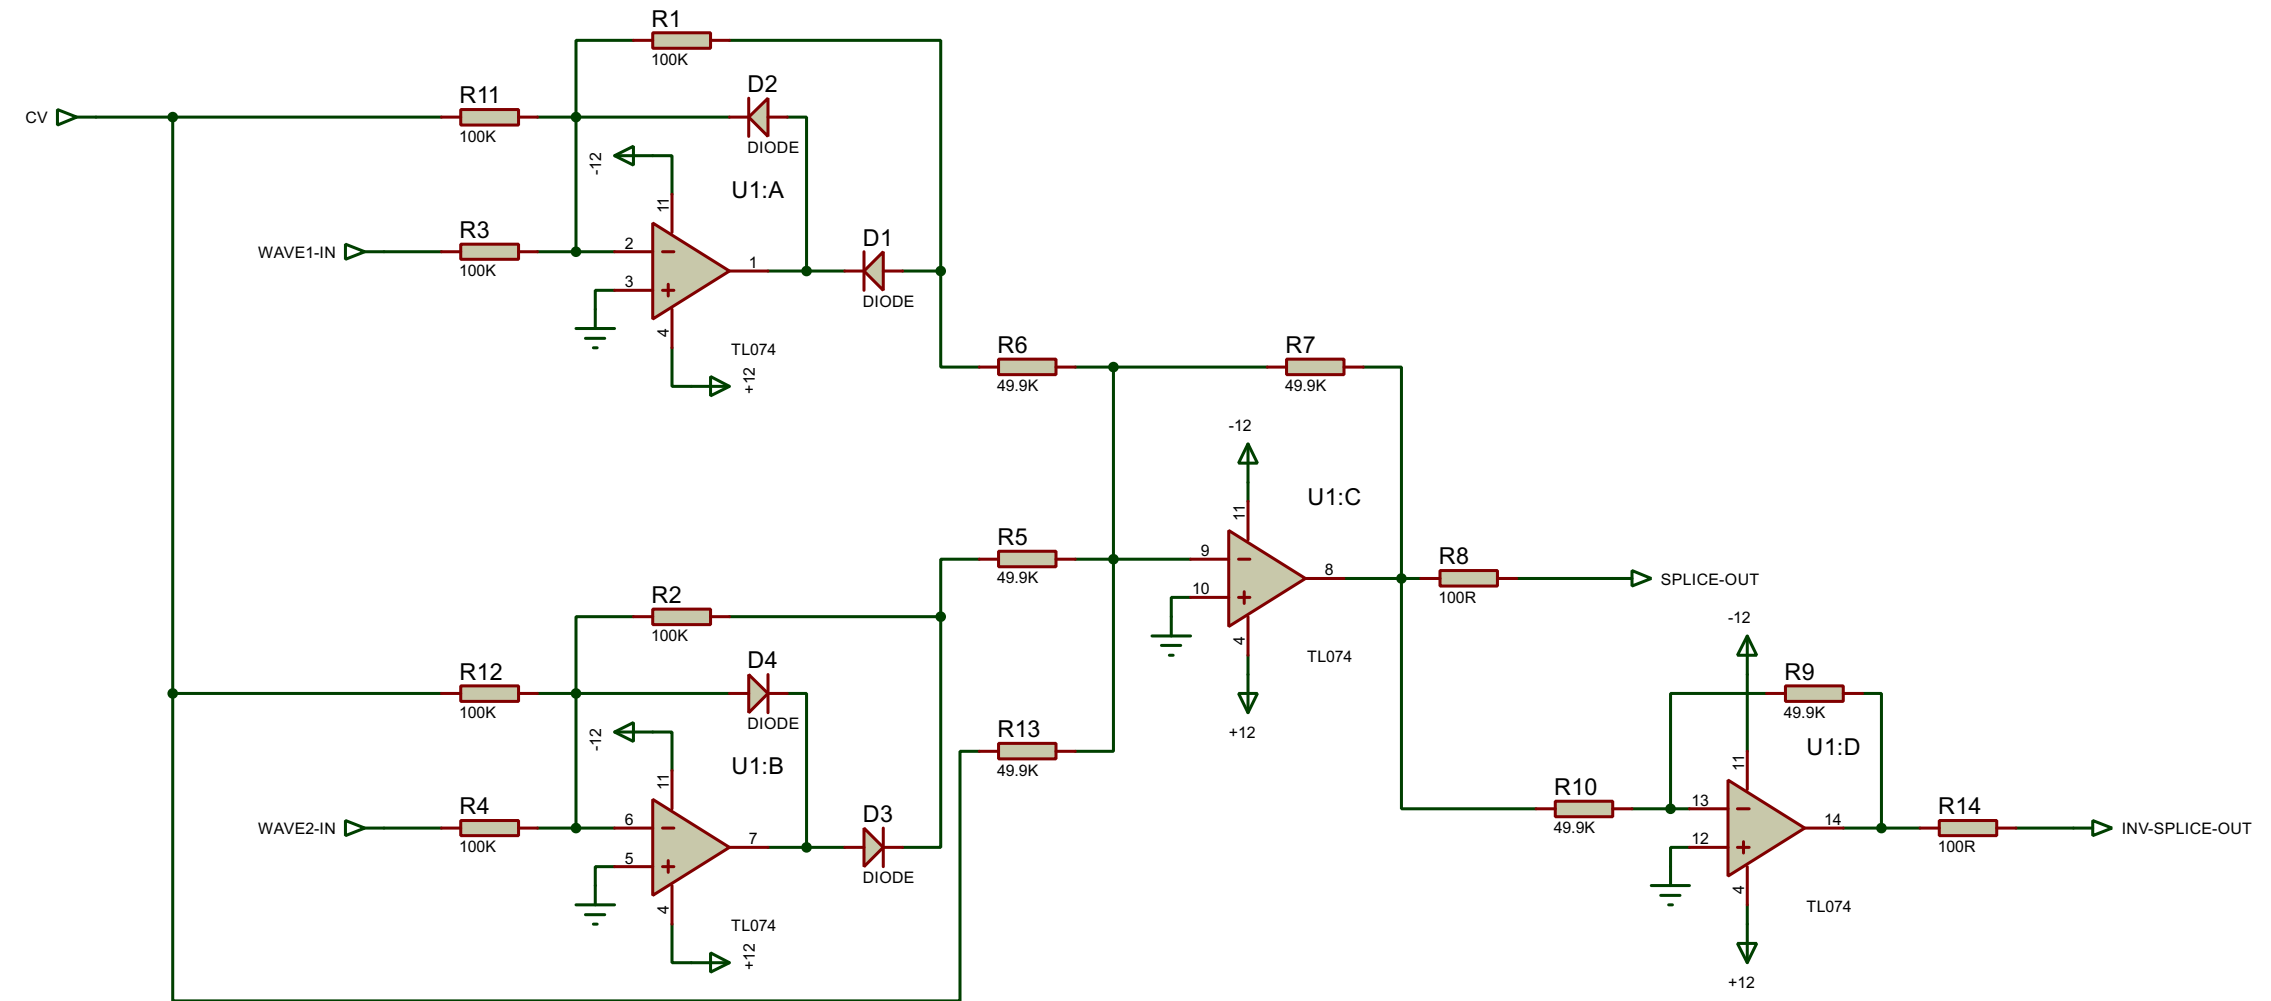 R1
100K
D2
DIODE
R11
100K
CV
-12
11
U1:A
R3
100K
WAVE1-IN
2
3
1
4
D1
DIODE
TL074
+12
R6
49.9K
R7
49.9K
-12
11
U1:C
R5
49.9K
9
10
8
4
R8
100R
SPLICE-OUT
TL074
+12
R2
100K
D4
DIODE
R12
100K
-12
11
U1:B
R13
49.9K
R4
100K
WAVE2-IN
6
5
7
4
D3
DIODE
TL074
+12
-12
R9
49.9K
U1:D
11
R10
49.9K
13
12
14
4
R14
100R
INV-SPLICE-OUT
TL074
+12